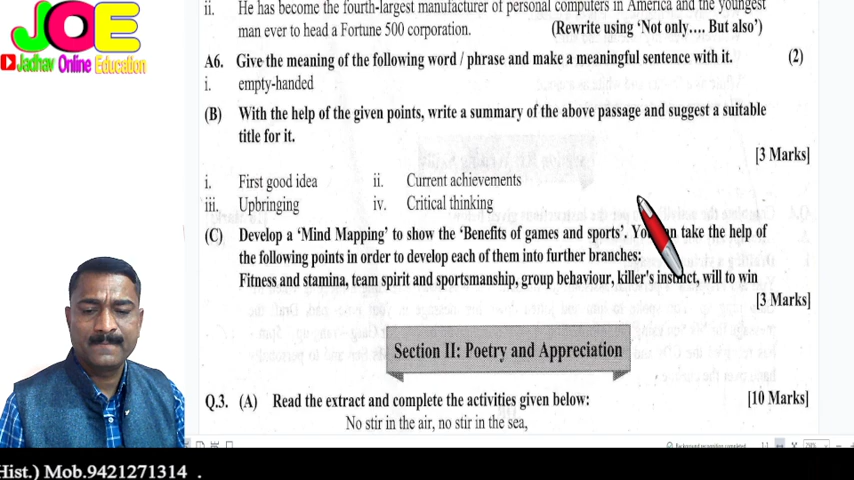 JOE
Jadhav Online Education
ii. He has become the fourth-largest manufacturer of personal computers in America and the youngest
man ever to head a Fortune 500 corporation. (Rewrite using 'Not only.... But also')
A6. Give the meaning of the following word / phrase and make a meaningful sentence with it. (2)
i. empty-handed
(B) With the help of the given points, write a summary of the above passage and suggest a suitable
title for it.
[3 Marks]
i. First good idea ii. Current achievements
iii. Upbringing iv. Critical thinking
(C) Develop a 'Mind Mapping' to show the 'Benefits of games and sports'. You can take the help of
the following points in order to develop each of them into further branches:
Fitness and stamina, team spirit and sportsmanship, group behaviour, killer's instinct, will to win
[3 Marks]
Section II: Poetry and Appreciation
Q.3. (A) Read the extract and complete the activities given below: [10 Marks]
No stir in the air, no stir in the sea,
Hist.) Mob.9421271314 .